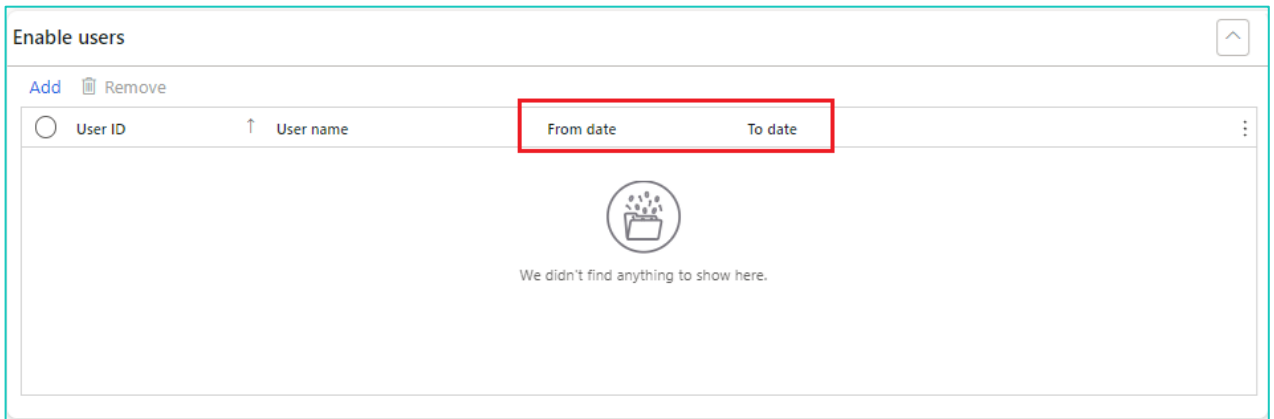 Enable users
Add Remove
User ID ↑ User name From date To date
We didn't find anything to show here.